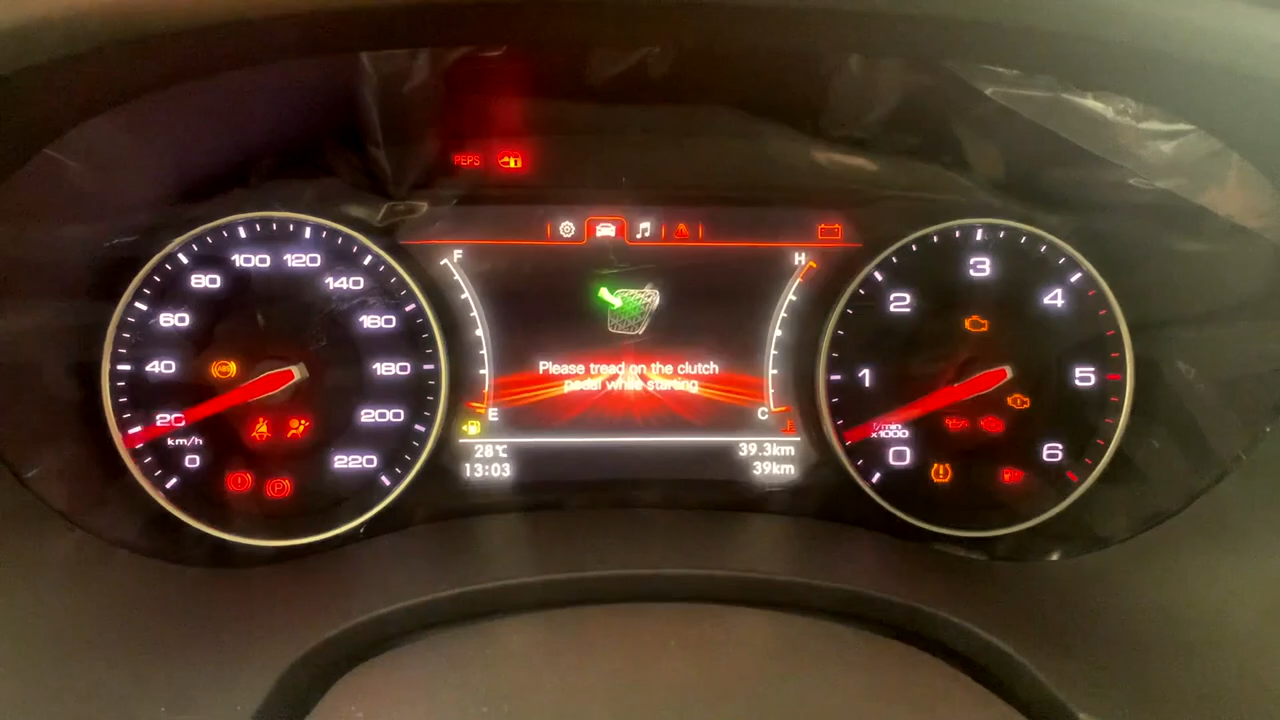 PEPS
F
H
Please tread on the clutch
pedal while starting
E
C
28℃
13:03
39.3km
39km
ABS
P
0
20
40
60
80
100
120
140
160
180
200
220
km/h
0
1
2
3
4
5
6
r/min
x1000